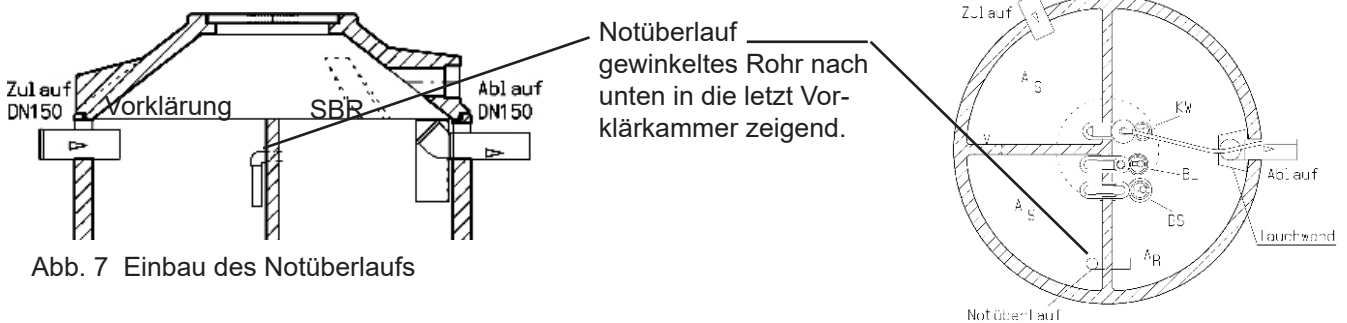 Zulauf
DN150
Vorklärung
SBR
Ablauf
DN150
Abb. 7 Einbau des Notüberlaufs
Notüberlauf
gewinkeltes Rohr nach
unten in die letzt Vor-
klärkammer zeigend.
Zulauf
A S
KW
V
BL
Ablauf
A S
DS
Tauchwand
A R
Notüberlauf